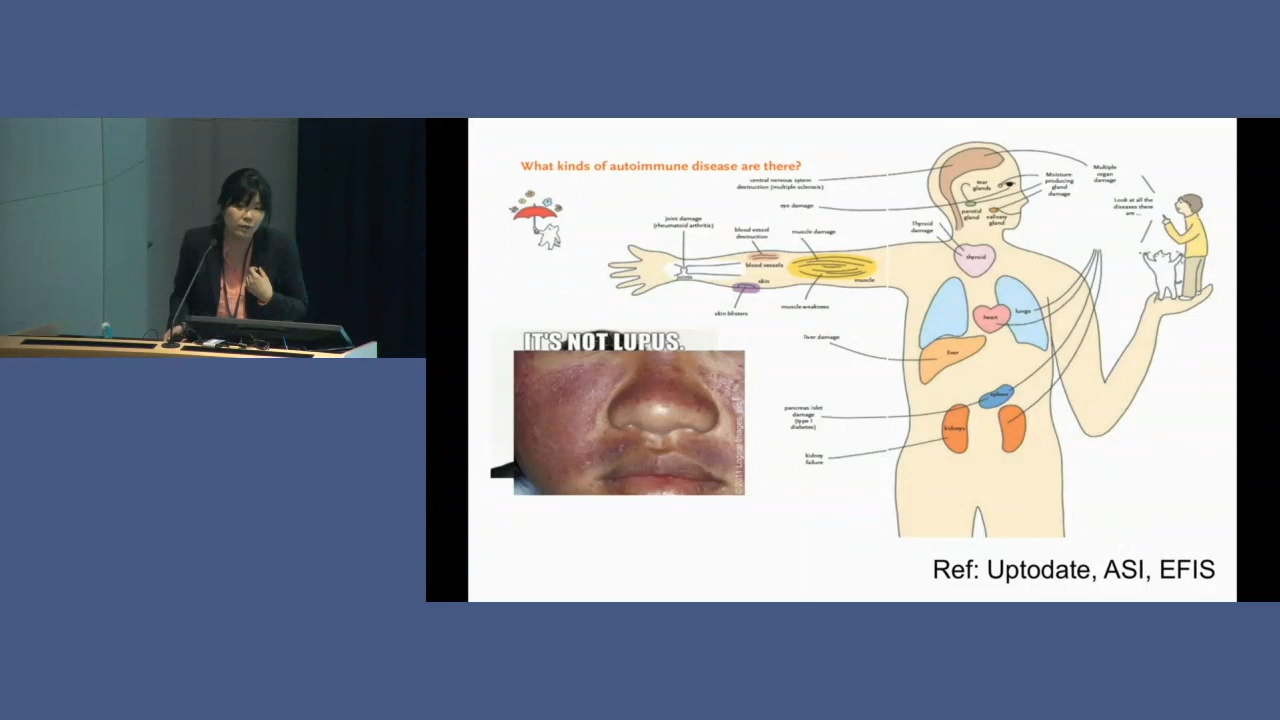 What kinds of autoimmune disease are there?
central nervous system
destruction (multiple sclerosis)
eye damage
joint damage
(rheumatoid arthritis)
blood vessel
destruction
muscle damage
Thyroid
damage
tear
glands
parotid
gland
salivary
gland
Moisture-
producing
gland
damage
Multiple
organ
damage
Look at all the
diseases there
are ...
joints
blood vessels
skin
muscle
thyroid
skin blisters
muscle weakness
heart
lungs
liver damage
liver
spleen
pancreas islet
damage
(type 1
diabetes)
kidneys
kidney
failure
IT'S NOT LUPUS.
Ref: Uptodate, ASI, EFIS